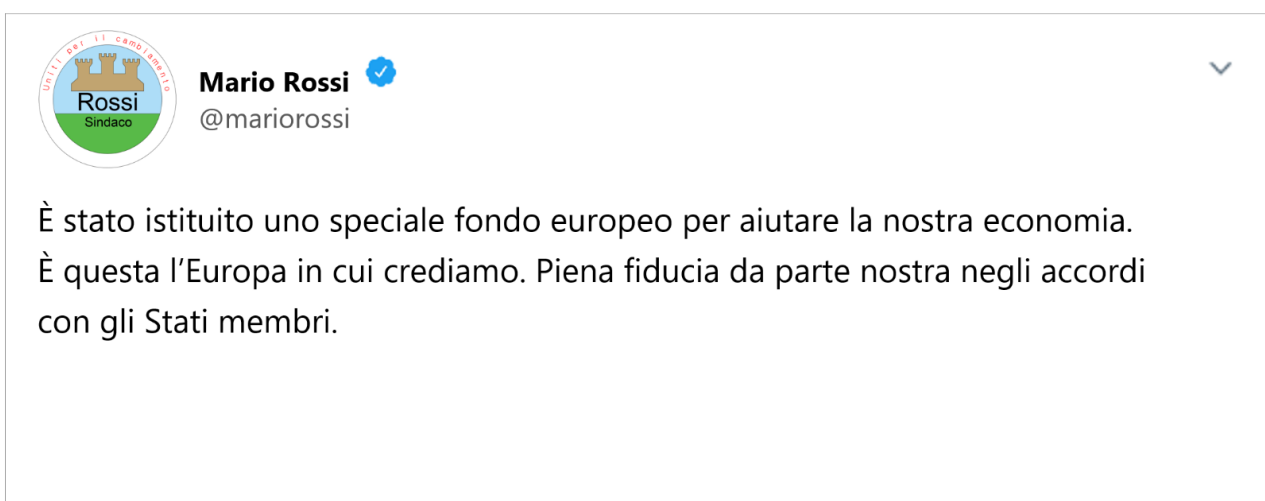 Uniti per il cambiamento
Rossi
Sindaco
Mario Rossi
@mariorossi
È stato istituito uno speciale fondo europeo per aiutare la nostra economia.
È questa l’Europa in cui crediamo. Piena fiducia da parte nostra negli accordi
con gli Stati membri.